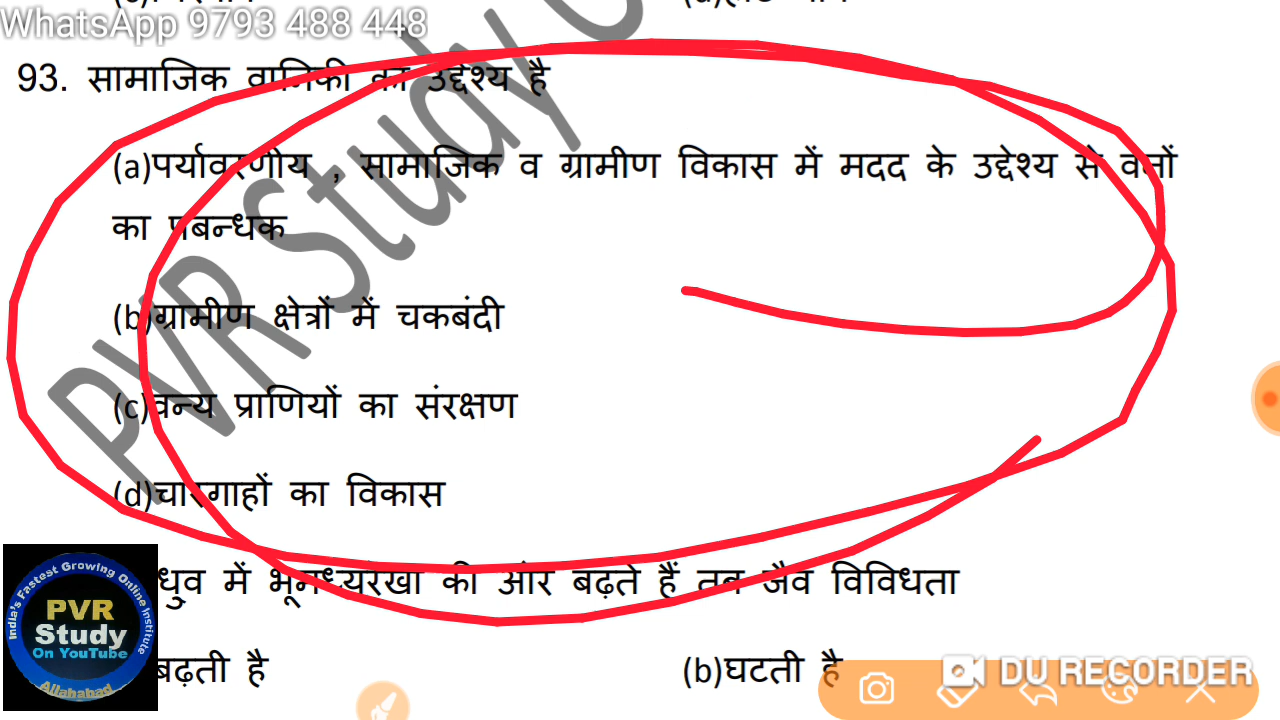 WhatsApp 9793 488 448
93. सामाजिक वानिकी का उद्देश्य है
(a)पर्यावरणीय , सामाजिक व ग्रामीण विकास में मदद के उद्देश्य से वनों
का प्रबन्धक
(b)ग्रामीण क्षेत्रों में चकबंदी
(c)वन्य प्राणियों का संरक्षण
(d)चारगाहों का विकास
ध्रुव में भूमध्यरेखा की ओर बढ़ते हैं तब जैव विविधता
बढ़ती है (b)घटती है
PVR Study
India's Fastest Growing Online Institute
PVR
Study
On YouTube
Allahabad
DU RECORDER